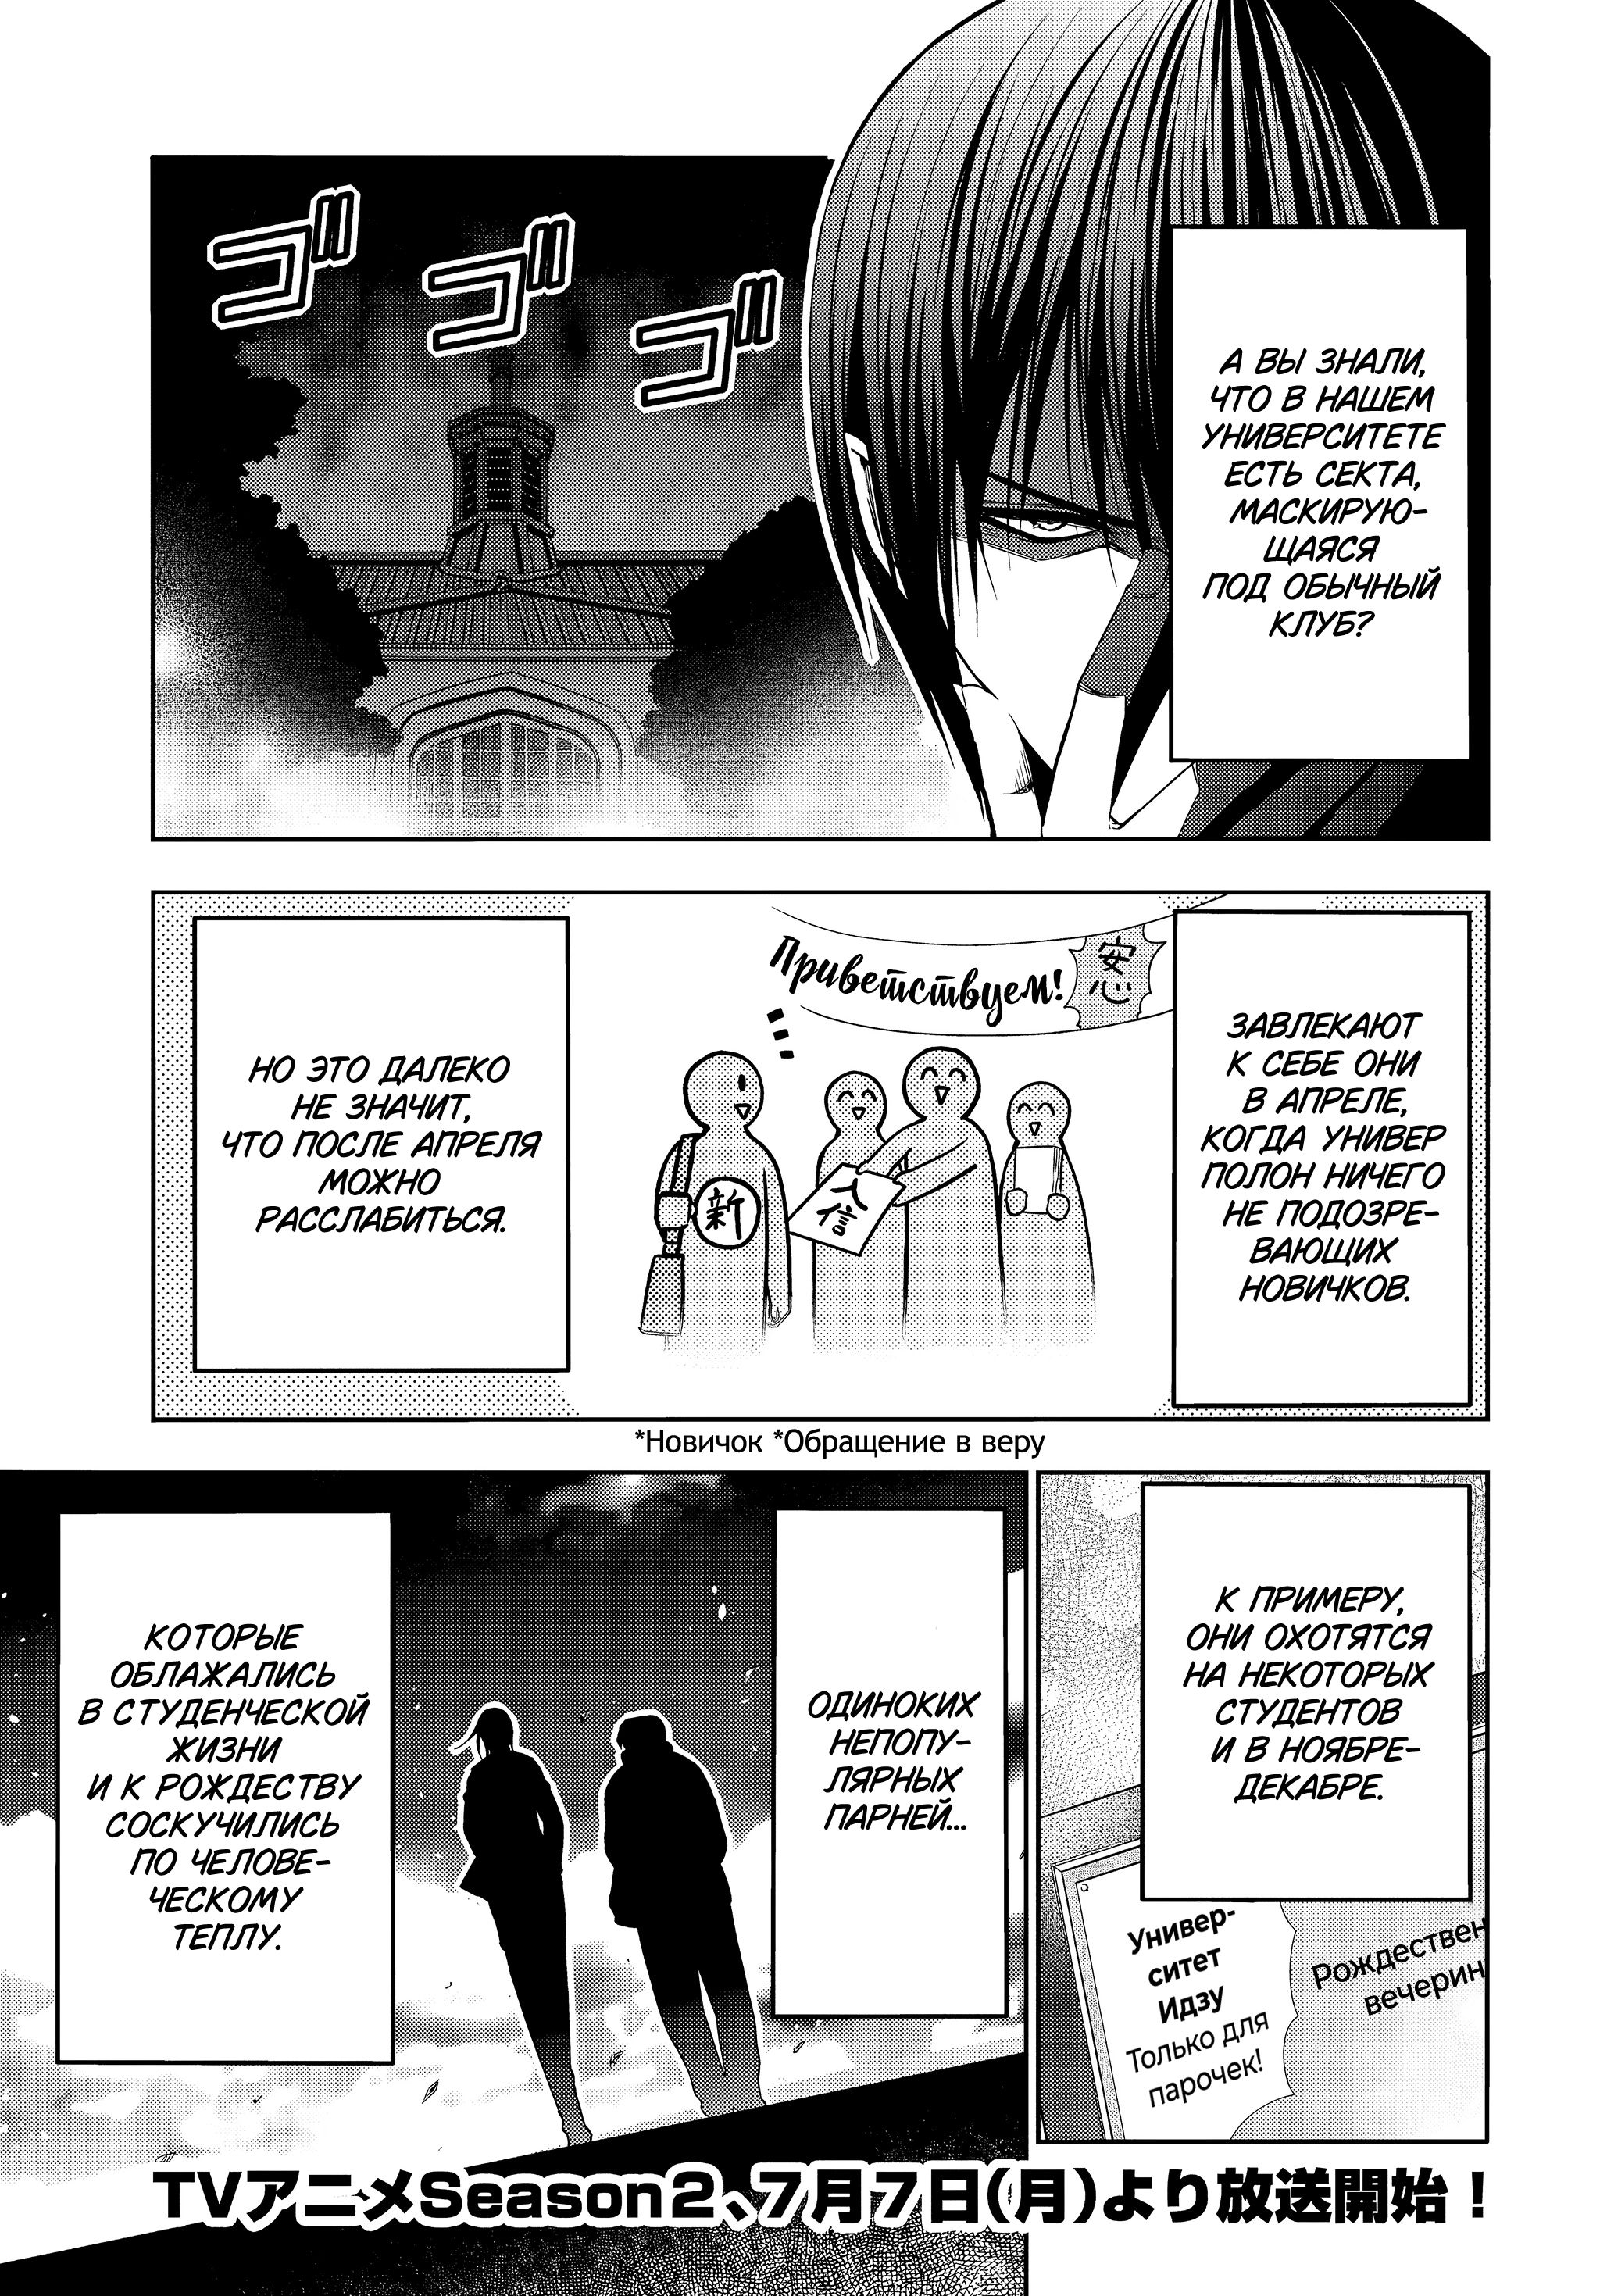 ゴゴゴ
А ВЫ ЗНАЛИ,
ЧТО В НАШЕМ
УНИВЕРСИТЕТЕ
ЕСТЬ СЕКТА,
МАСКИРУЮ-
ЩАЯСЯ
ПОД ОБЫЧНЫЙ
КЛУБ?
ЗАВЛЕКАЮТ
К СЕБЕ ОНИ
В АПРЕЛЕ,
КОГДА УНИВЕР
ПОЛОН НИЧЕГО
НЕ ПОДОЗРЕ-
ВАЮЩИХ
НОВИЧКОВ.
Приветствуем!
安心
入信
新
НО ЭТО ДАЛЕКО
НЕ ЗНАЧИТ,
ЧТО ПОСЛЕ АПРЕЛЯ
МОЖНО
РАССЛАБИТЬСЯ.
*Новичок *Обращение в веру
К ПРИМЕРУ,
ОНИ ОХОТЯТСЯ
НА НЕКОТОРЫХ
СТУДЕНТОВ
И В НОЯБРЕ-
ДЕКАБРЕ.
Универ-
ситет
Идзу
Только для
парочек!
Рождествен
вечерин
ОДИНОКИХ
НЕПОПУ-
ЛЯРНЫХ
ПАРНЕЙ...
КОТОРЫЕ
ОБЛАЖАЛИСЬ
В СТУДЕНЧЕСКОЙ
ЖИЗНИ
И К РОЖДЕСТВУ
СОСКУЧИЛИСЬ
ПО ЧЕЛОВЕ-
ЧЕСКОМУ
ТЕПЛУ.
TVアニメSeason2、7月7日(月)より放送開始！